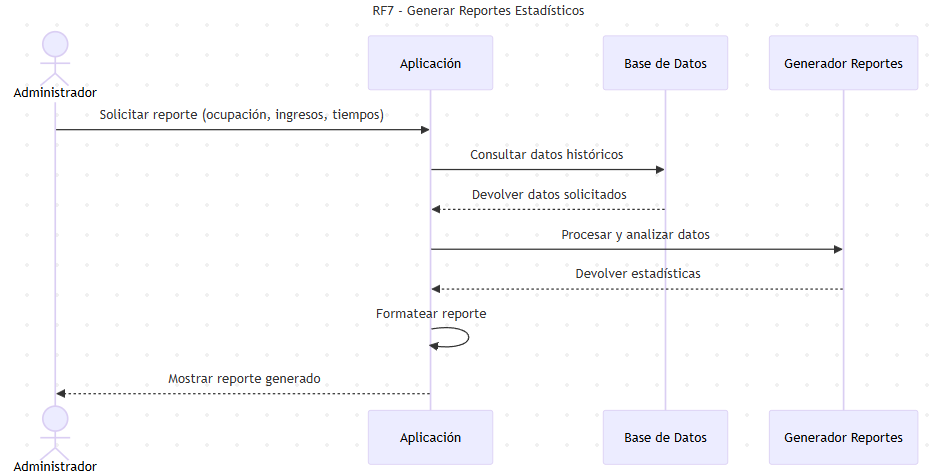 RF7 - Generar Reportes Estadísticos
Administrador
Aplicación
Base de Datos
Generador Reportes
Solicitar reporte (ocupación, ingresos, tiempos)
Consultar datos históricos
Devolver datos solicitados
Procesar y analizar datos
Devolver estadísticas
Formatear reporte
Mostrar reporte generado
Administrador
Aplicación
Base de Datos
Generador Reportes